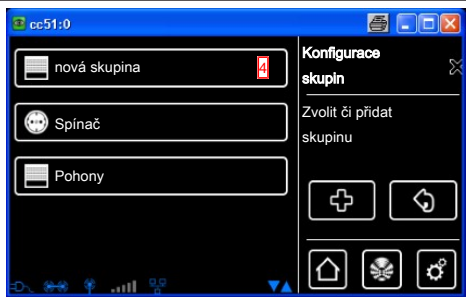 cc51:0
nová skupina 4
Spínač
Pohony
Konfigurace
skupin
Zvolit či přidat
skupinu